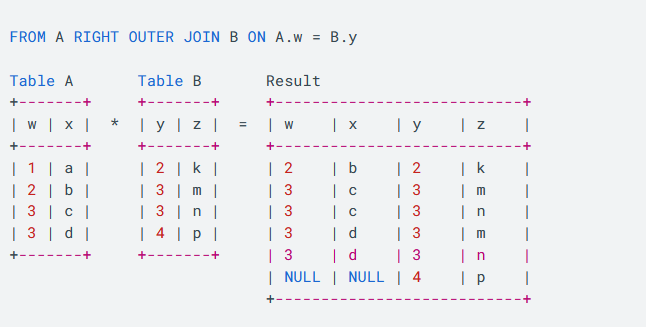 FROM A RIGHT OUTER JOIN B ON A.w = B.y
Table A       Table B       Result
+-------+     +-------+     +---------------------------+
| w | x |  *  | y | z |  =  | w    | x    | y    | z    |
+-------+     +-------+     +---------------------------+
| 1 | a |     | 2 | k |     | 2    | b    | 2    | k    |
| 2 | b |     | 3 | m |     | 3    | c    | 3    | m    |
| 3 | c |     | 3 | n |     | 3    | c    | 3    | n    |
| 3 | d |     | 4 | p |     | 3    | d    | 3    | m    |
+-------+     +-------+     | 3    | d    | 3    | n    |
                            | NULL | NULL | 4    | p    |
                            +---------------------------+